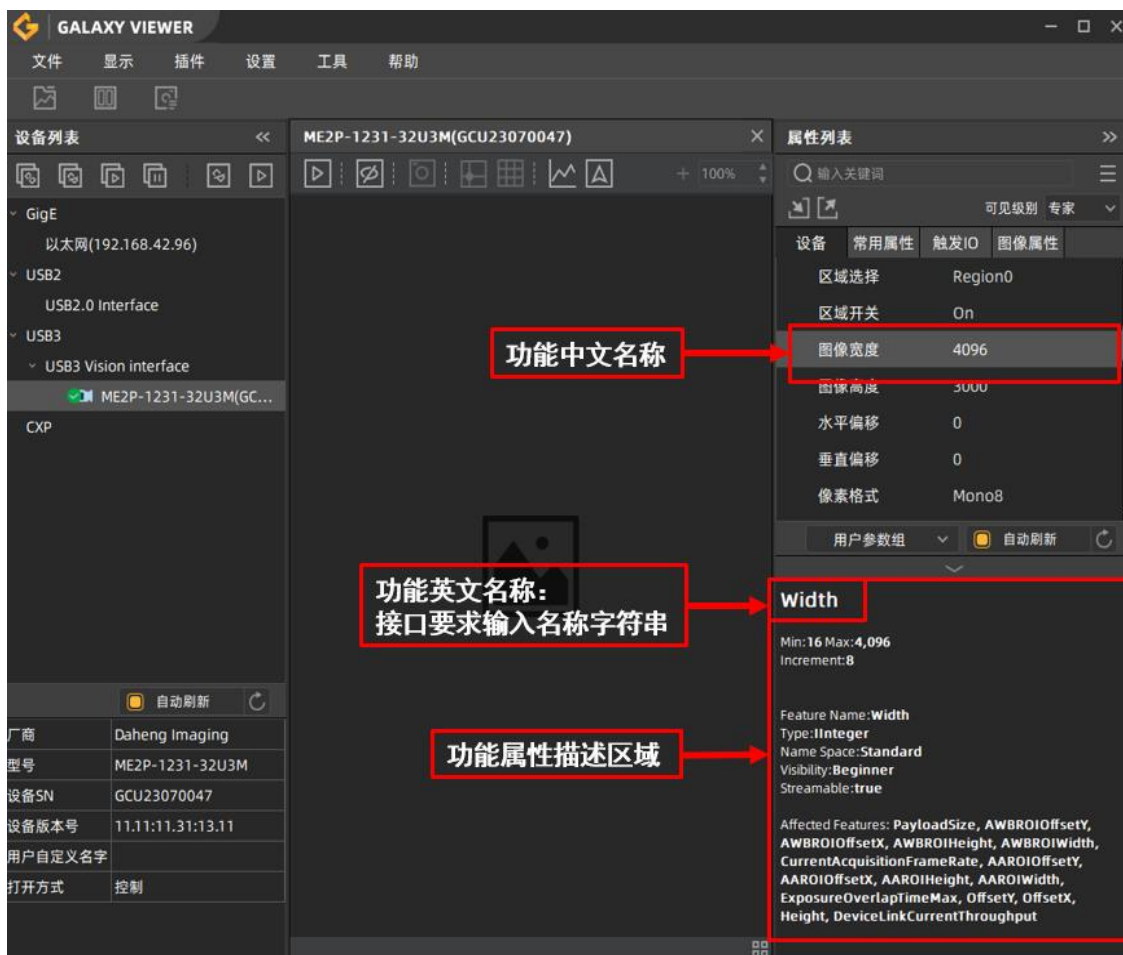 GALAXY VIEWER
文件 显示 插件 设置 工具 帮助
设备列表
GigE
以太网(192.168.42.96)
USB2
USB2.0 Interface
USB3
USB3 Vision interface
ME2P-1231-32U3M(GC...
CXP
自动刷新
厂商 Daheng Imaging
型号 ME2P-1231-32U3M
设备SN GCU23070047
设备版本号 11.11:11.31:13.11
用户自定义名字
打开方式 控制
ME2P-1231-32U3M(GCU23070047)
100%
功能中文名称
功能英文名称：
接口要求输入名称字符串
功能属性描述区域
属性列表
输入关键词
可见级别 专家
设备 常用属性 触发IO 图像属性
区域选择 Region0
区域开关 On
图像宽度 4096
图像高度 3000
水平偏移 0
垂直偏移 0
像素格式 Mono8
用户参数组 自动刷新
Width
Min:16 Max:4,096
Increment:8
Feature Name:Width
Type:IInteger
Name Space:Standard
Visibility:Beginner
Streamable:true
Affected Features: PayloadSize, AWBROIOffsetY,
AWBROIOffsetX, AWBROIHeight, AWBROIWidth,
CurrentAcquisitionFrameRate, AAROIOffsetY,
AAROIOffsetX, AAROIHeight, AAROIWidth,
ExposureOverlapTimeMax, OffsetY, OffsetX,
Height, DeviceLinkCurrentThroughput